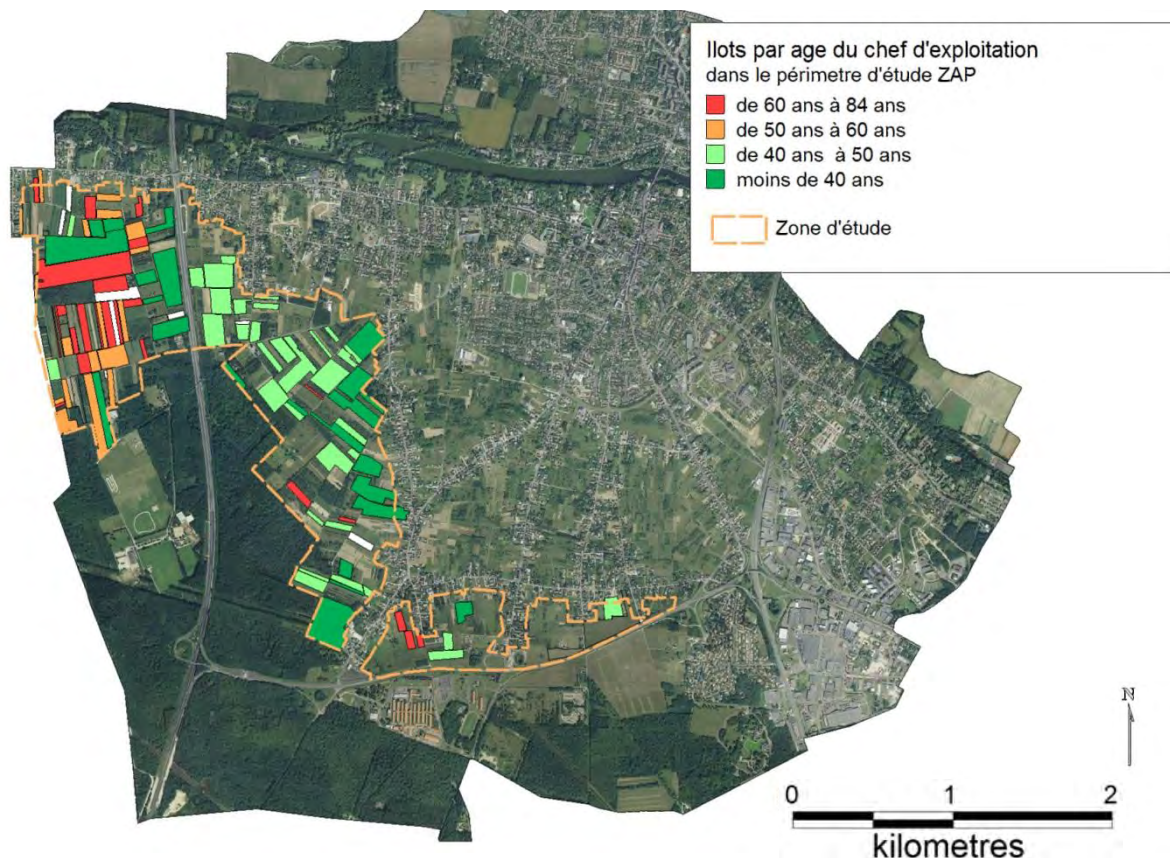 Ilots par age du chef d'exploitation
dans le périmetre d'étude ZAP
de 60 ans à 84 ans
de 50 ans à 60 ans
de 40 ans à 50 ans
moins de 40 ans
Zone d'étude
N
0 1 2
kilometres